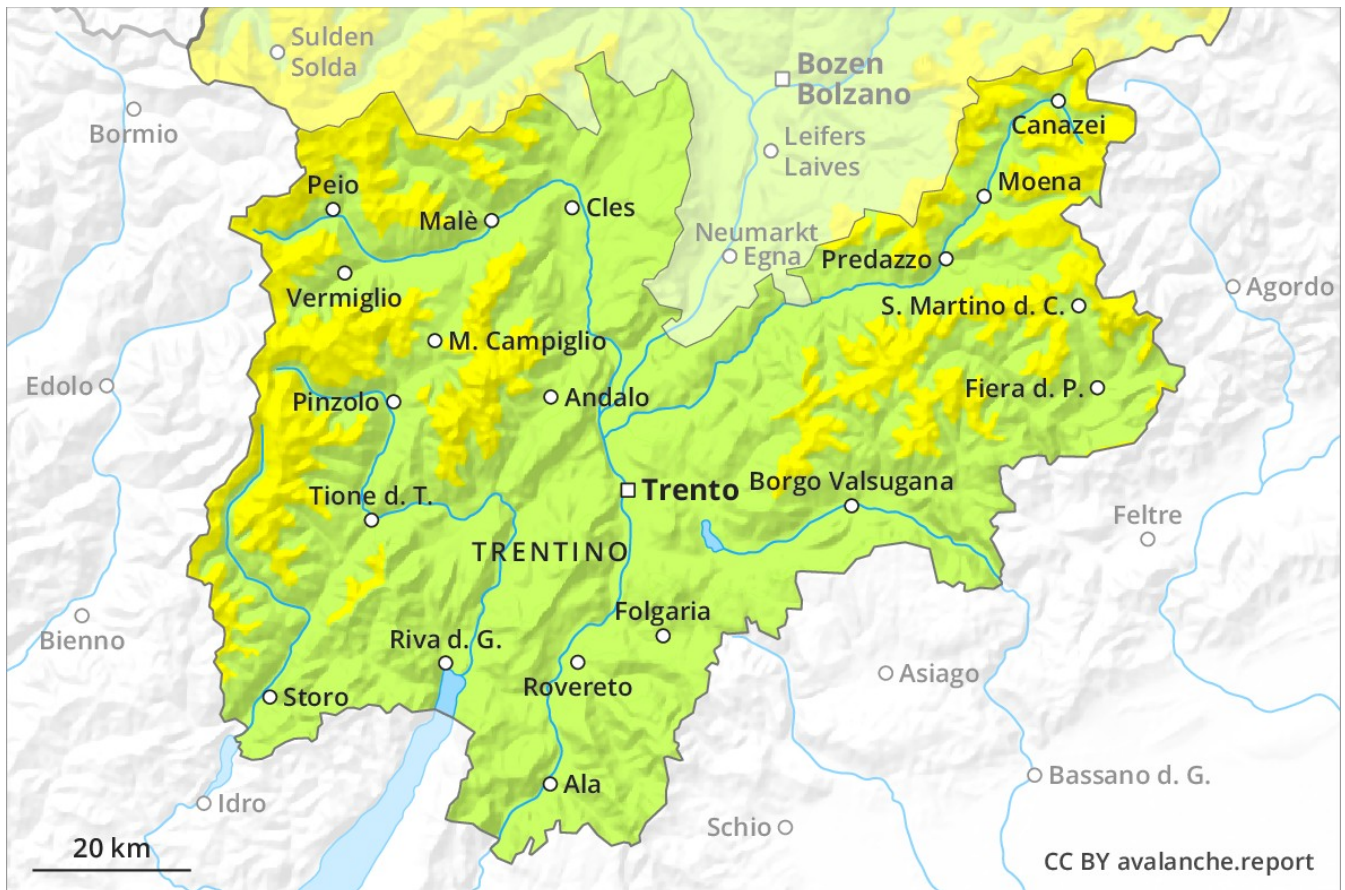 Sulden
Solda
Bozen
Bolzano
Bormio
Canazei
Leifers
Laives
Peio
Moena
Malè
Cles
Neumarkt
Egna
Predazzo
Vermiglio
Agordo
S. Martino d. C.
M. Campiglio
Edolo
Andalo
Fiera d. P.
Pinzolo
Trento
Borgo Valsugana
Tione d. T.
Feltre
TRENTINO
Folgaria
Bienno
Riva d. G.
Asiago
Rovereto
Storo
Bassano d. G.
Ala
Idro
Schio
20 km
CC BY avalanche.report